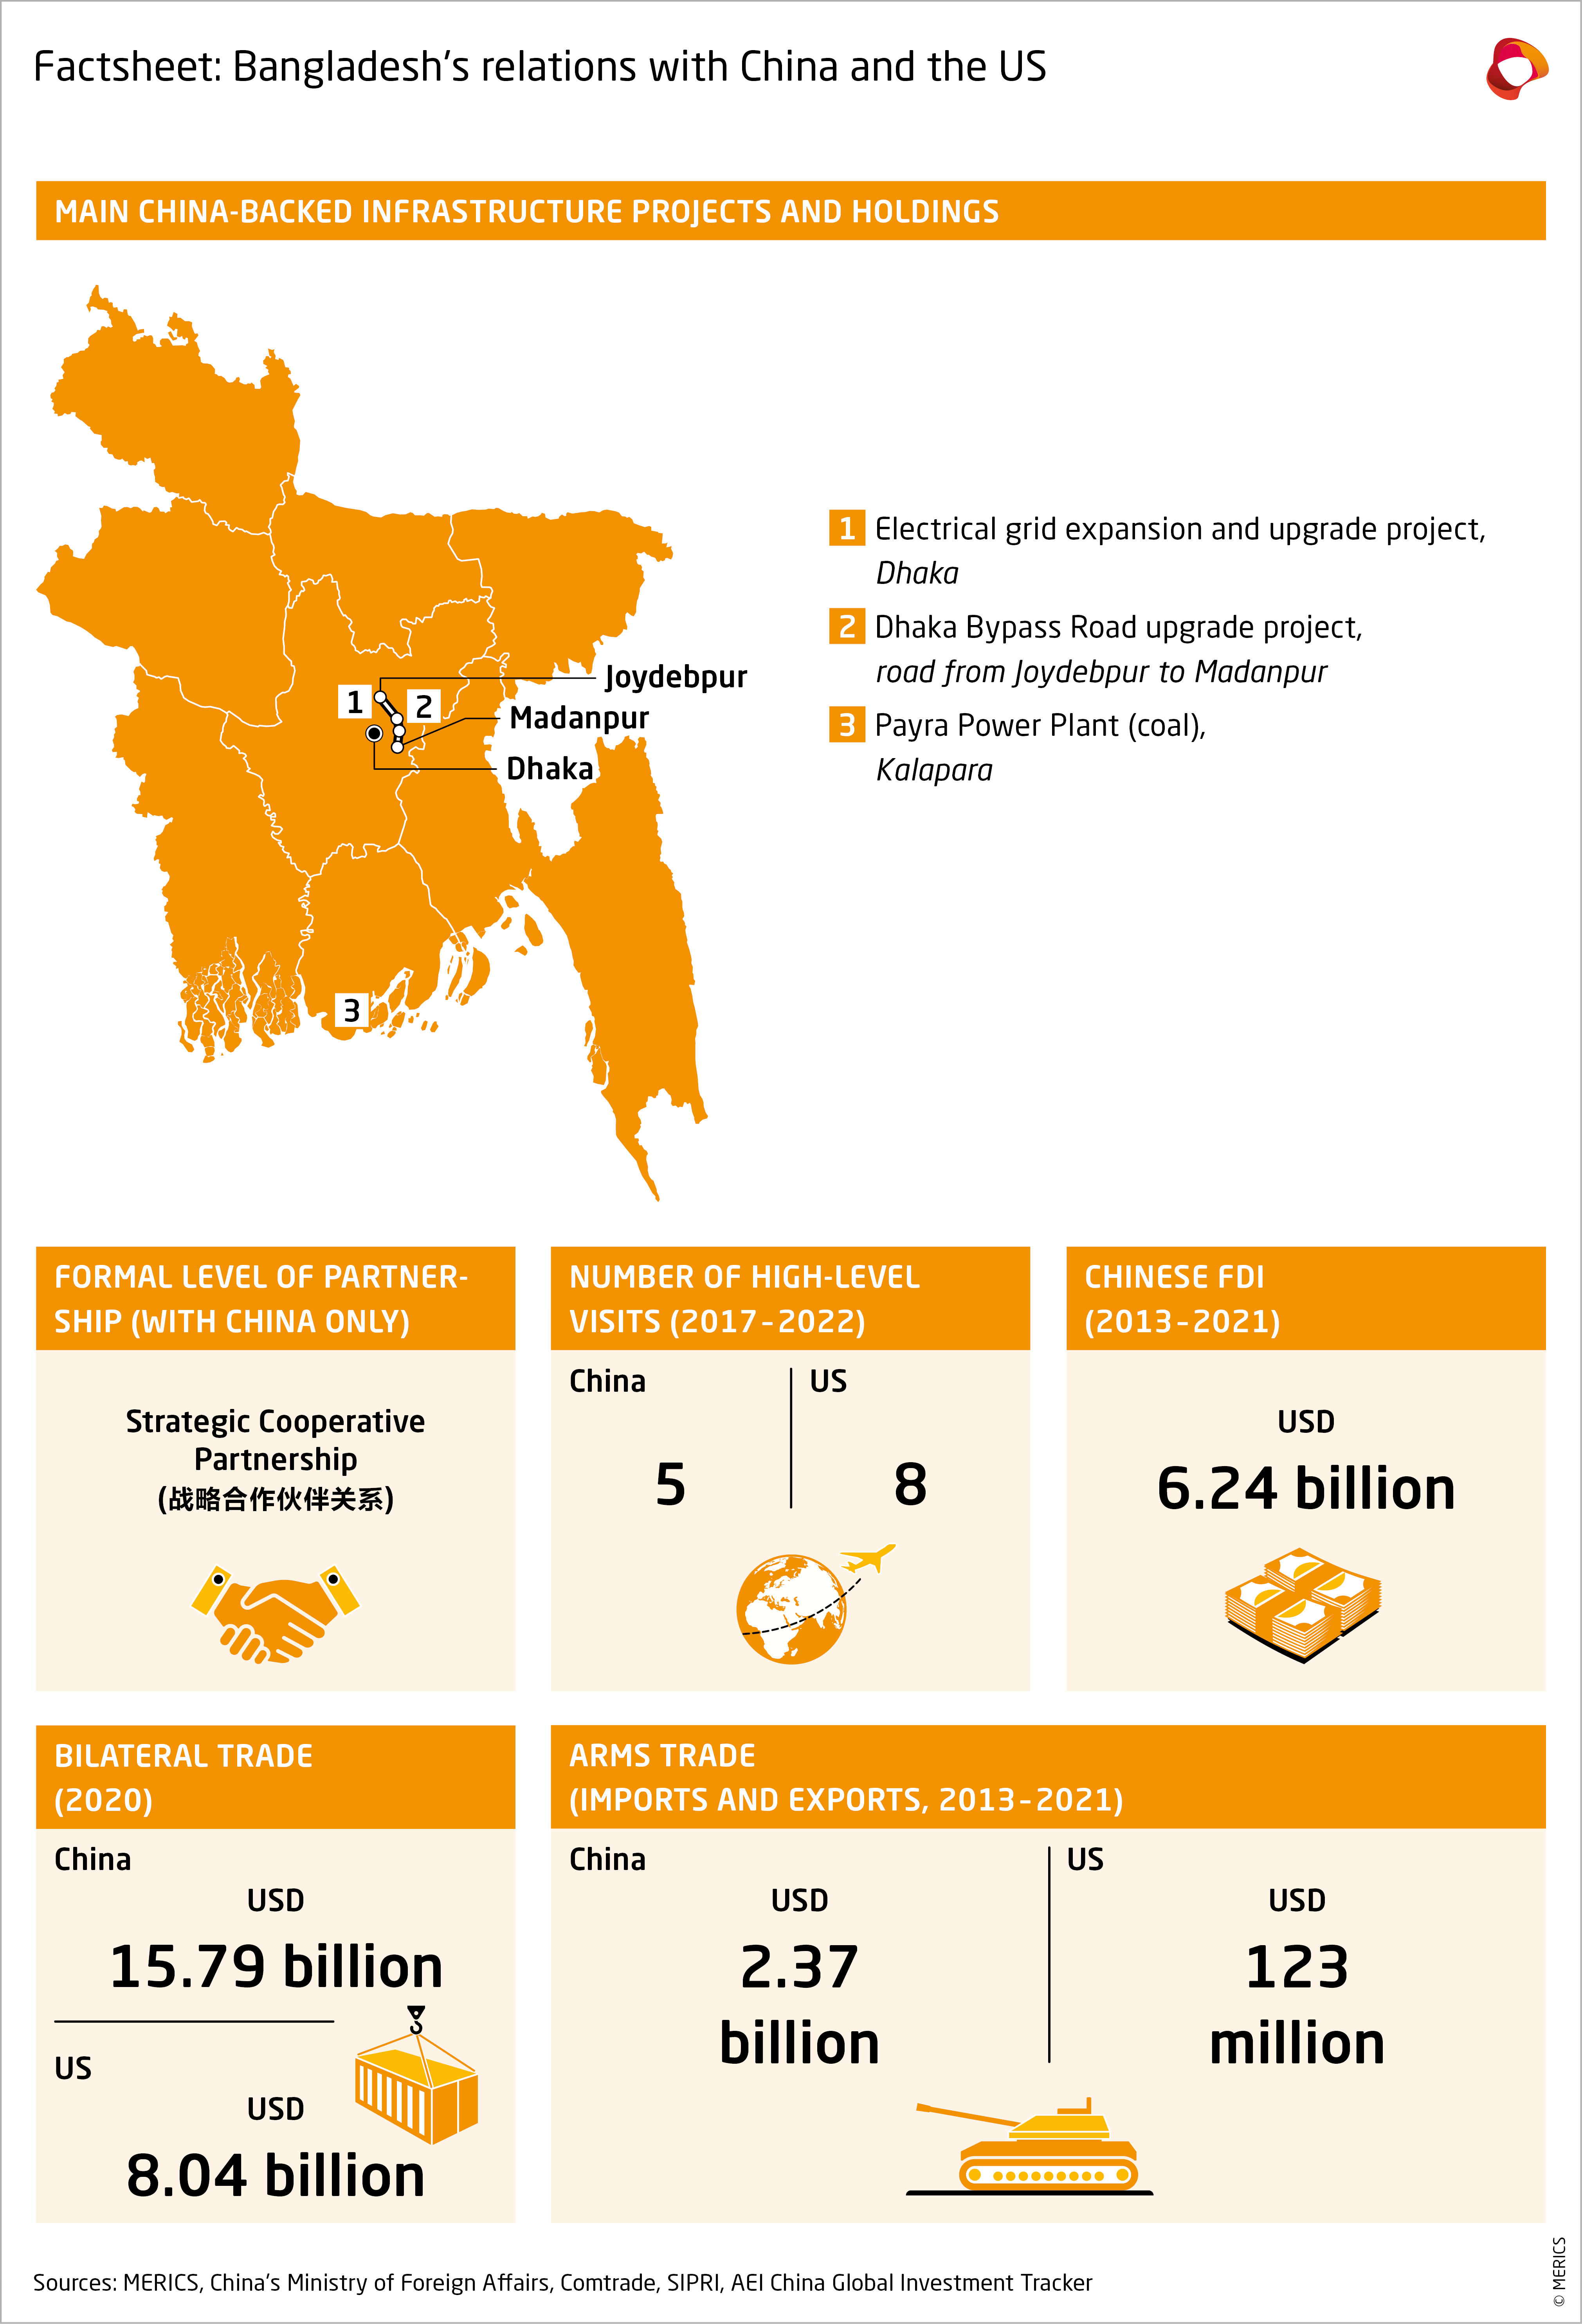 Factsheet: Bangladesh's relations with China and the US
MAIN CHINA-BACKED INFRASTRUCTURE PROJECTS AND HOLDINGS
1 Electrical grid expansion and upgrade project,
Dhaka
2 Dhaka Bypass Road upgrade project,
road from Joydebpur to Madanpur
3 Payra Power Plant (coal),
Kalapara
Joydebpur
1
2
Madanpur
Dhaka
3
FORMAL LEVEL OF PARTNER-
SHIP (WITH CHINA ONLY)
Strategic Cooperative
Partnership
(战略合作伙伴关系)
NUMBER OF HIGH-LEVEL
VISITS (2017–2022)
China
5
US
8
CHINESE FDI
(2013–2021)
USD
6.24 billion
BILATERAL TRADE
(2020)
China
USD
15.79 billion
US
USD
8.04 billion
ARMS TRADE
(IMPORTS AND EXPORTS, 2013–2021)
China
USD
2.37
billion
US
USD
123
million
Sources: MERICS, China's Ministry of Foreign Affairs, Comtrade, SIPRI, AEI China Global Investment Tracker
© MERICS